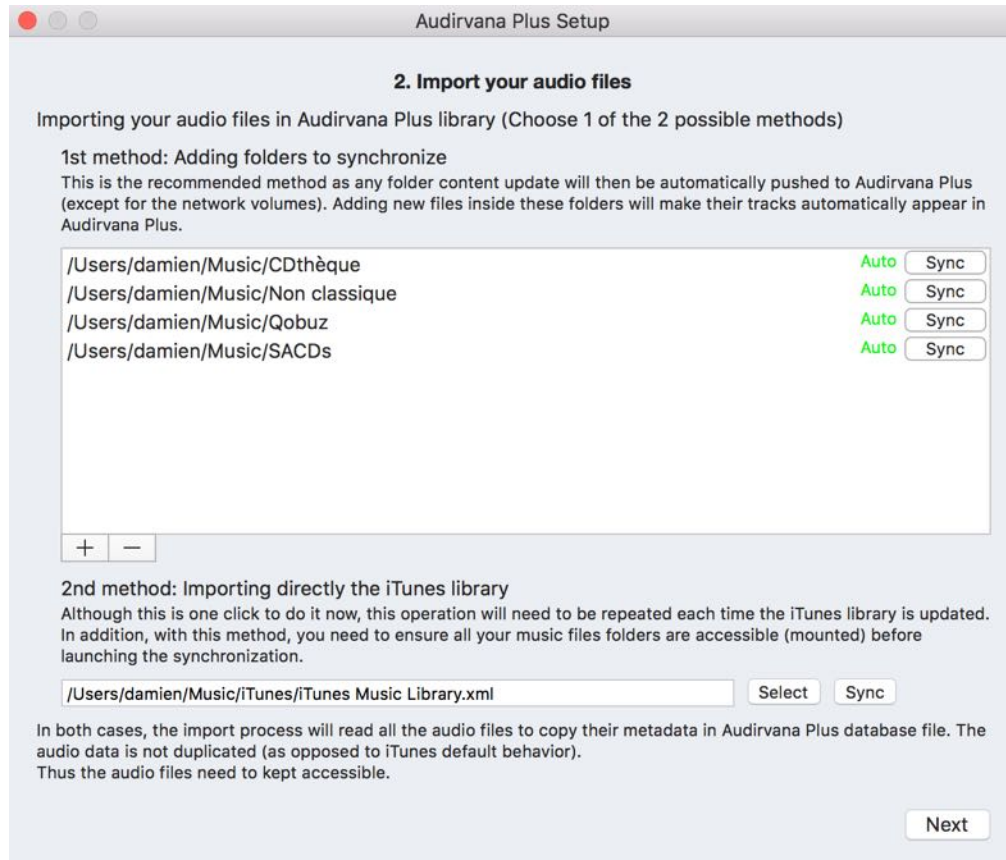 Audirvana Plus Setup
2. Import your audio files
Importing your audio files in Audirvana Plus library (Choose 1 of the 2 possible methods)
1st method: Adding folders to synchronize
This is the recommended method as any folder content update will then be automatically pushed to Audirvana Plus
(except for the network volumes). Adding new files inside these folders will make their tracks automatically appear in
Audirvana Plus.
/Users/damien/Music/CDthèque Auto Sync
/Users/damien/Music/Non classique Auto Sync
/Users/damien/Music/Qobuz Auto Sync
/Users/damien/Music/SACDs Auto Sync
+ −
2nd method: Importing directly the iTunes library
Although this is one click to do it now, this operation will need to be repeated each time the iTunes library is updated.
In addition, with this method, you need to ensure all your music files folders are accessible (mounted) before
launching the synchronization.
/Users/damien/Music/iTunes/iTunes Music Library.xml Select Sync
In both cases, the import process will read all the audio files to copy their metadata in Audirvana Plus database file. The
audio data is not duplicated (as opposed to iTunes default behavior).
Thus the audio files need to kept accessible.
Next